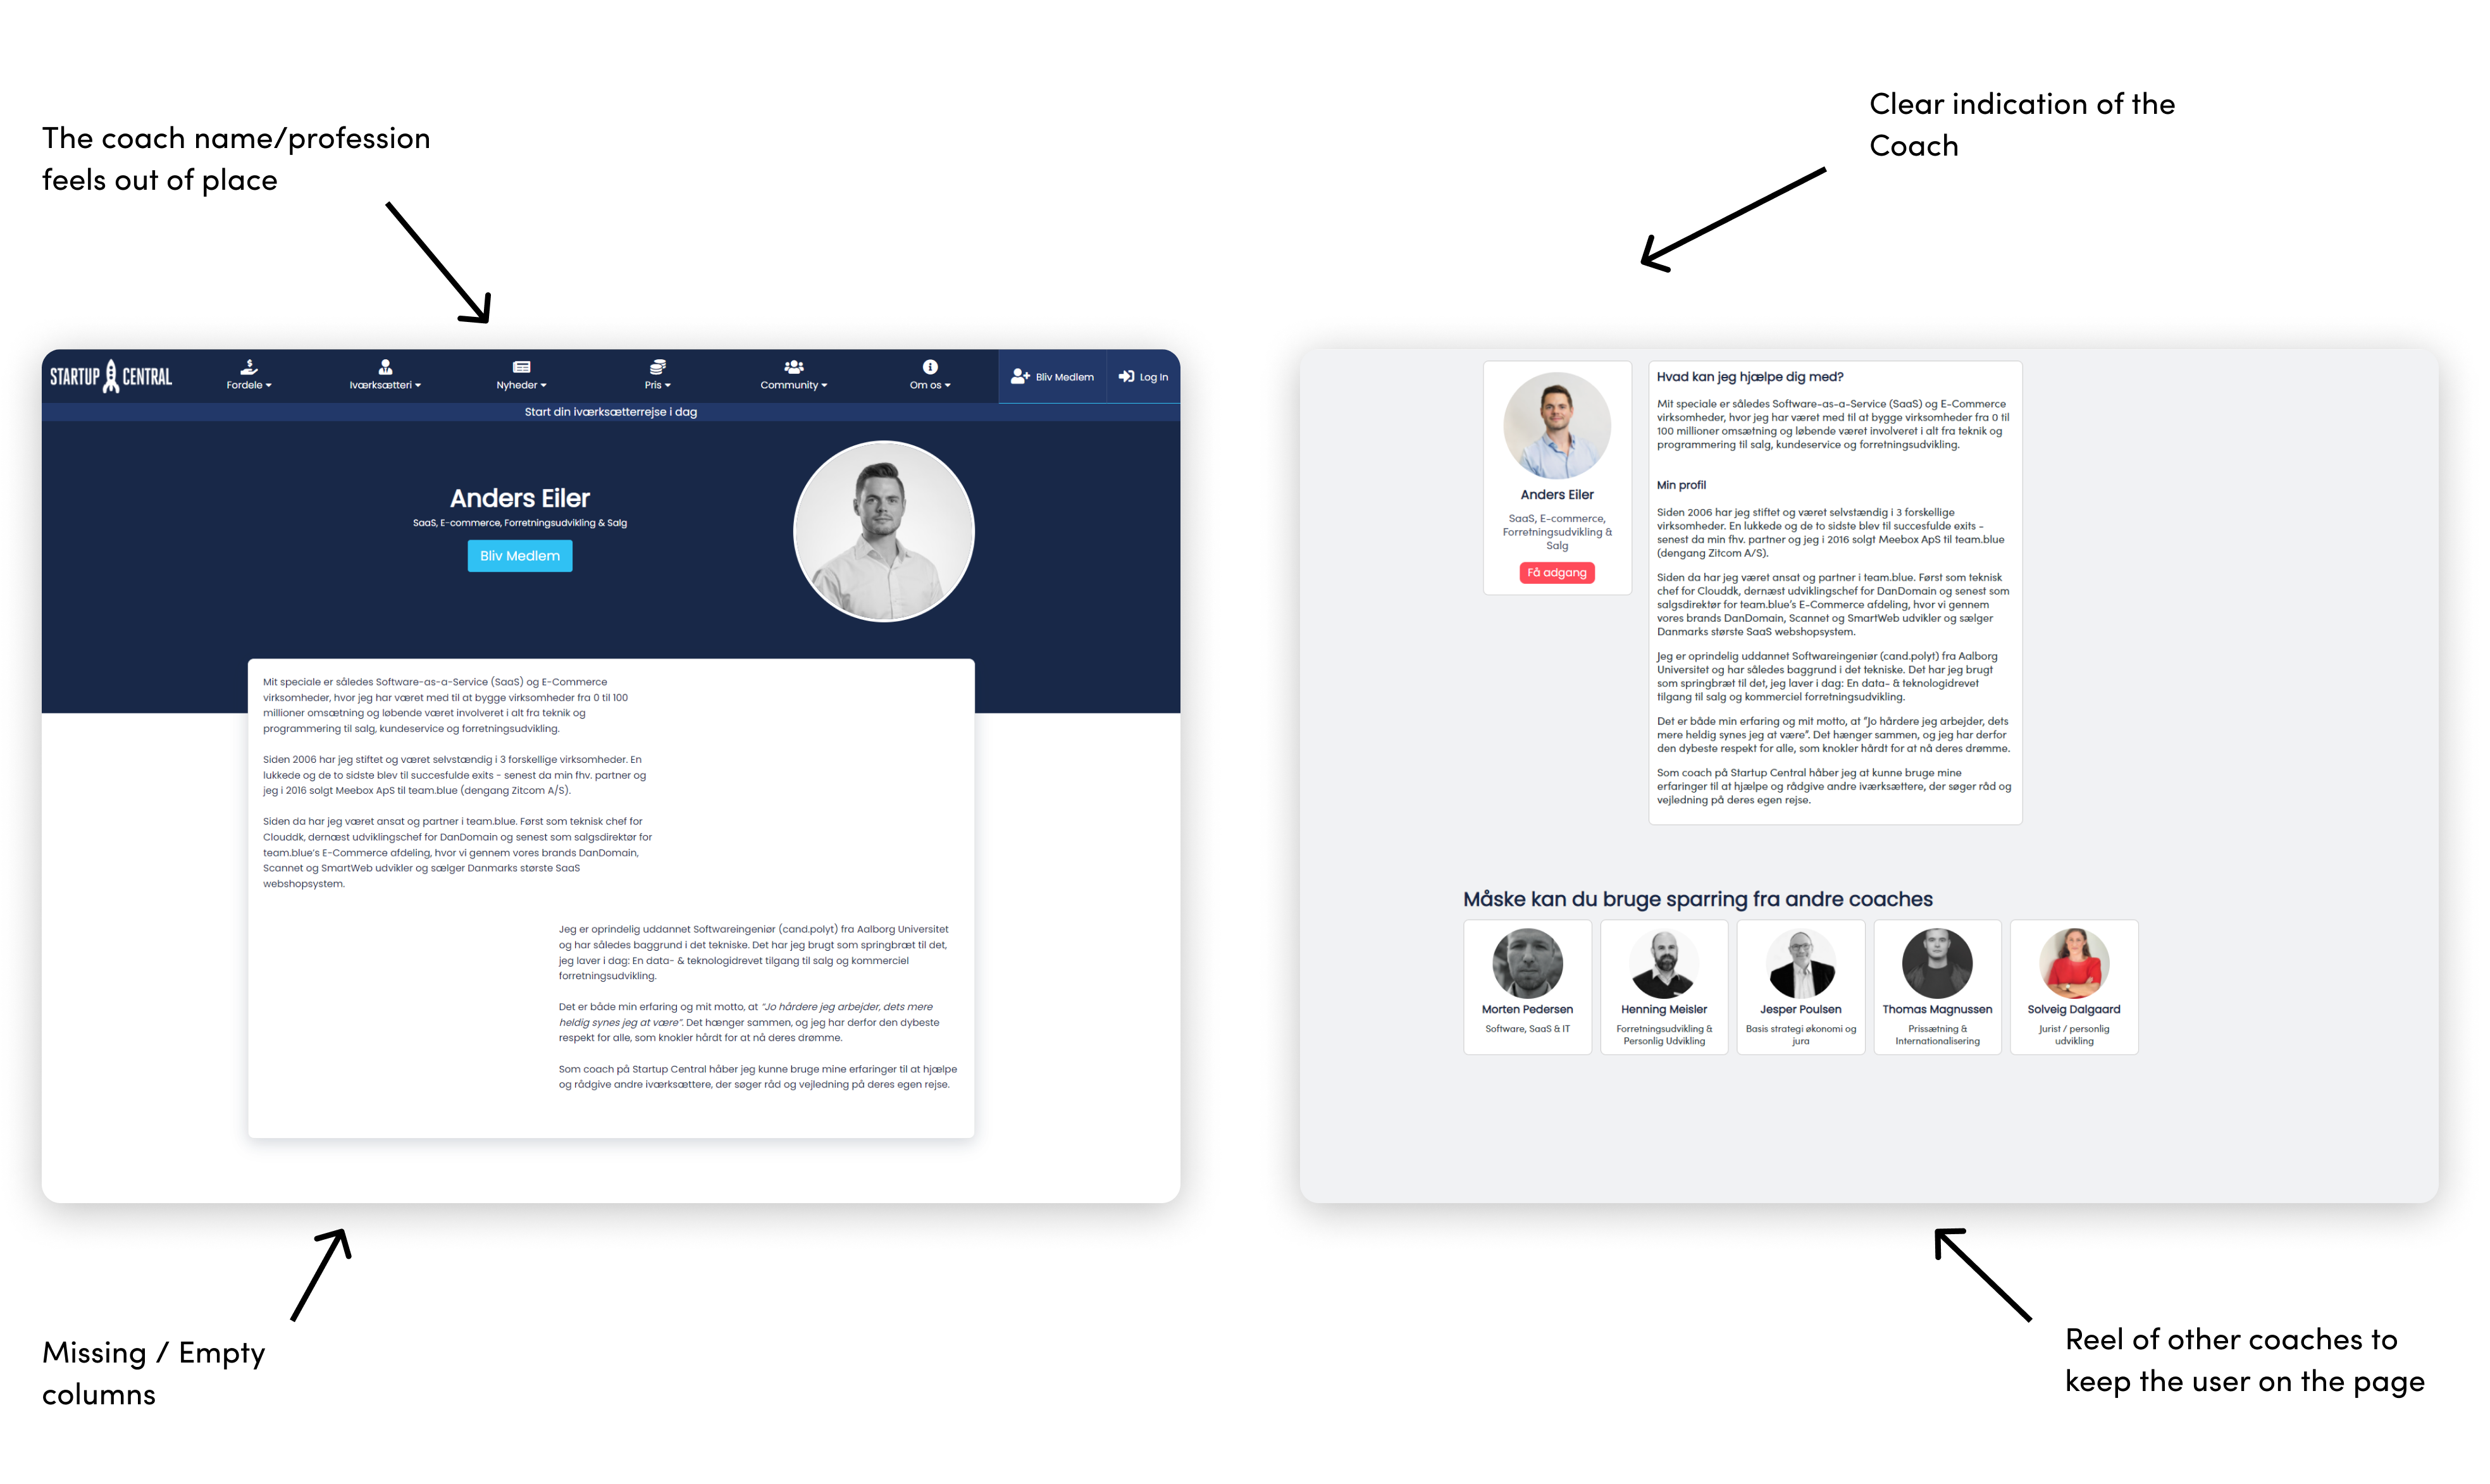 The coach name/profession
feels out of place
Clear indication of the
Coach
STARTUP CENTRAL
Fordele
Iværksætteri
Nyheder
Pris
Community
Om os
Bliv Medlem
Log In
Start din iværksætterrejse i dag
Anders Eiler
SaaS, E-commerce, Forretningsudvikling & Salg
Bliv Medlem
Mit speciale er således Software-as-a-Service (SaaS) og E-Commerce
virksomheder, hvor jeg har været med til at bygge virksomheder fra 0 til 100
millioner omsætning og løbende været involveret i alt fra teknik og
programmering til salg, kundeservice og forretningsudvikling.
Siden 2006 har jeg stiftet og været selvstændig i 3 forskellige virksomheder. En
lukkede og de to sidste blev til succesfulde exits - senest da min fhv. partner og
jeg i 2016 solgt Meebox ApS til team.blue (dengang Zitcom A/S).
Siden da har jeg været ansat og partner i team.blue. Først som teknisk chef for
Clouddk, dernæst udviklingschef for DanDomain og senest som salgsdirektør for
team.blue's E-Commerce afdeling, hvor vi gennem vores brands DanDomain,
Scannet og SmartWeb udvikler og sælger Danmarks største SaaS
webshopsystem.
Jeg er oprindelig uddannet Softwareingeniør (cand.polyt) fra Aalborg Universitet
og har således baggrund i det tekniske. Det har jeg brugt som springbræt til det,
jeg laver i dag: En data- & teknologidrevet tilgang til salg og kommerciel
forretningsudvikling.
Det er både min erfaring og mit motto, at “Jo hårdere jeg arbejder, dets mere
heldig synes jeg at være”. Det hænger sammen, og jeg har derfor den dybeste
respekt for alle, som knokler hårdt for at nå deres drømme.
Som coach på Startup Central håber jeg at kunne bruge mine erfaringer til at hjælpe
og rådgive andre iværksættere, der søger råd og vejledning på deres egen rejse.
Anders Eiler
SaaS, E-commerce,
Forretningsudvikling &
Salg
Få adgang
Hvad kan jeg hjælpe dig med?
Mit speciale er således Software-as-a-Service (SaaS) og E-Commerce
virksomheder, hvor jeg har været med til at bygge virksomheder fra 0 til
100 millioner omsætning og løbende været involveret i alt fra teknik og
programmering til salg, kundeservice og forretningsudvikling.
Min profil
Siden 2006 har jeg stiftet og været selvstændig i 3 forskellige
virksomheder. En lukkede og de to sidste blev til succesfulde exits -
senest da min fhv. partner og jeg i 2016 solgt Meebox ApS til team.blue
(dengang Zitcom A/S).
Siden da har jeg været ansat og partner i team.blue. Først som teknisk
chef for Clouddk, dernæst udviklingschef for DanDomain og senest som
salgsdirektør for team.blue's E-Commerce afdeling, hvor vi gennem
vores brands DanDomain, Scannet og SmartWeb udvikler og sælger
Danmarks største SaaS webshopsystem.
Jeg er oprindelig uddannet Softwareingeniør (cand.polyt) fra Aalborg
Universitet og har således baggrund i det tekniske. Det har jeg brugt
som springbræt til det, jeg laver i dag: En data- & teknologidrevet
tilgang til salg og kommerciel forretningsudvikling.
Det er både min erfaring og mit motto, at “Jo hårdere jeg arbejder, dets
mere heldig synes jeg at være”. Det hænger sammen, og jeg har derfor
den dybeste respekt for alle, som knokler hårdt for at nå deres drømme.
Som coach på Startup Central håber jeg at kunne bruge mine
erfaringer til at hjælpe og rådgive andre iværksættere, der søger råd og
vejledning på deres egen rejse.
Måske kan du bruge sparring fra andre coaches
Morten Pedersen
Software, SaaS & IT
Henning Meisler
Forretningsudvikling &
Personlig Udvikling
Jesper Poulsen
Basis strategi økonomi og
jura
Thomas Magnussen
Prissætning &
Internationalisering
Solveig Dalgaard
Jurist / personlig
udvikling
Missing / Empty
columns
Reel of other coaches to
keep the user on the page